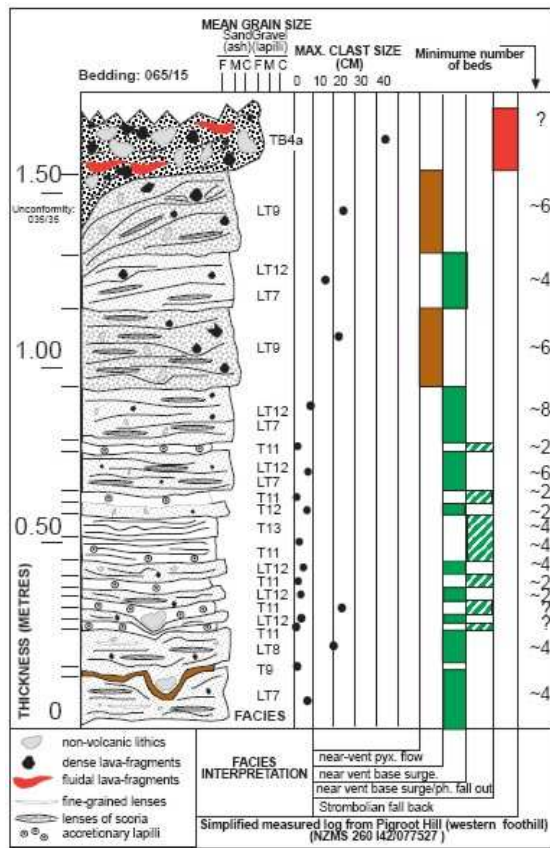 MEAN GRAIN SIZE
Sand Gravel
(ash) (lapilli)
F M C F M C
MAX. CLAST SIZE
(CM)
0 10 20 30 40
Minimume number
of beds
Bedding: 065/15
TB4a
?
1.50
Unconformity:
035/35
LT9
~6
LT12
LT7
~4
1.00
LT9
~6
LT12
LT7
~8
T11
~2
LT12
LT7
~6
T11
~2
T12
~2
0.50
T13
~4
T11
~4
LT12
~4
T11
~2
LT12
~2
T11
?
LT12
?
T11
LT8
~4
T9
LT7
~4
0
FACIES
THICKNESS (METRES)
non-volcanic lithics
dense lava-fragments
fluidal lava-fragments
fine-grained lenses
lenses of scoria
accretionary lapilli
FACIES
INTERPRETATION
near-vent pyx. flow
near vent base surge.
near vent base surge/ph. fall out
Strombolian fall back
Simplified measured log from Pigroot Hill (western foothill)
(NZMS 260 I42/077527 )